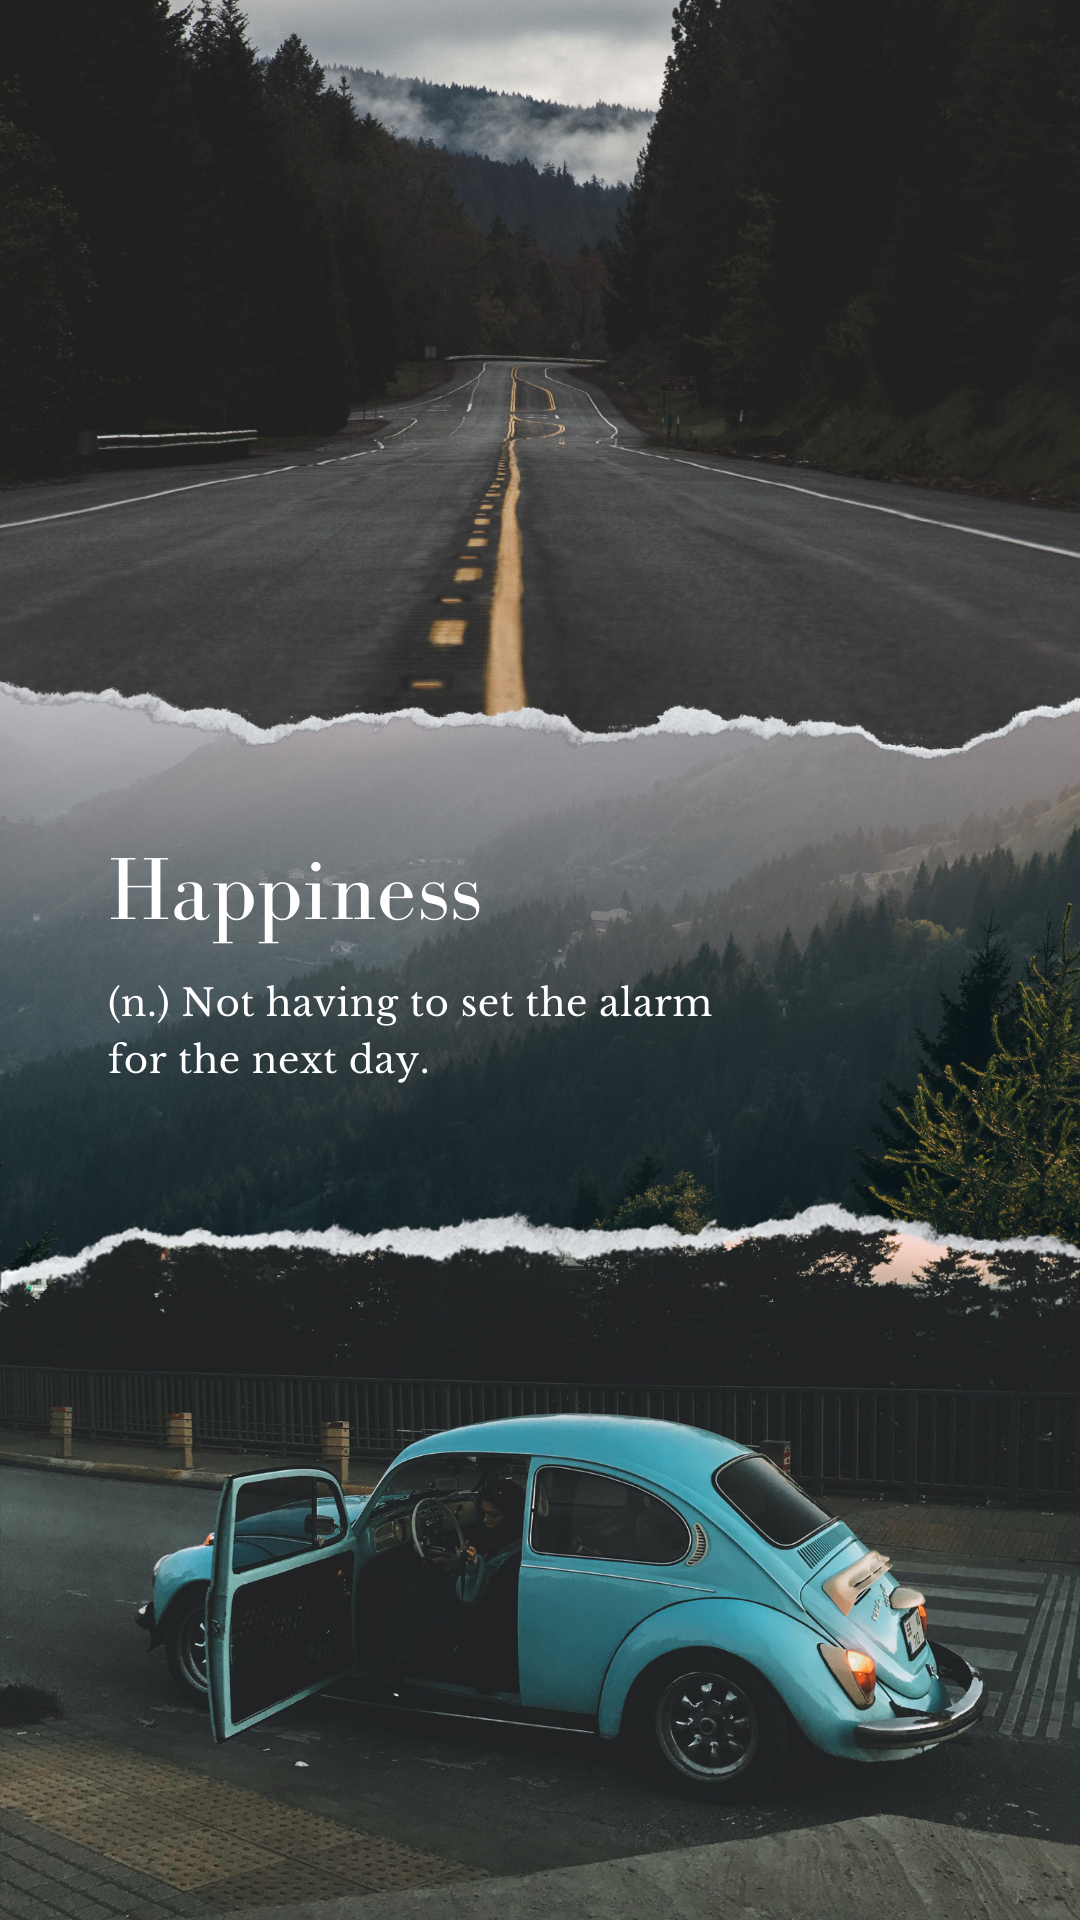 Happiness
(n.) Not having to set the alarm
for the next day.